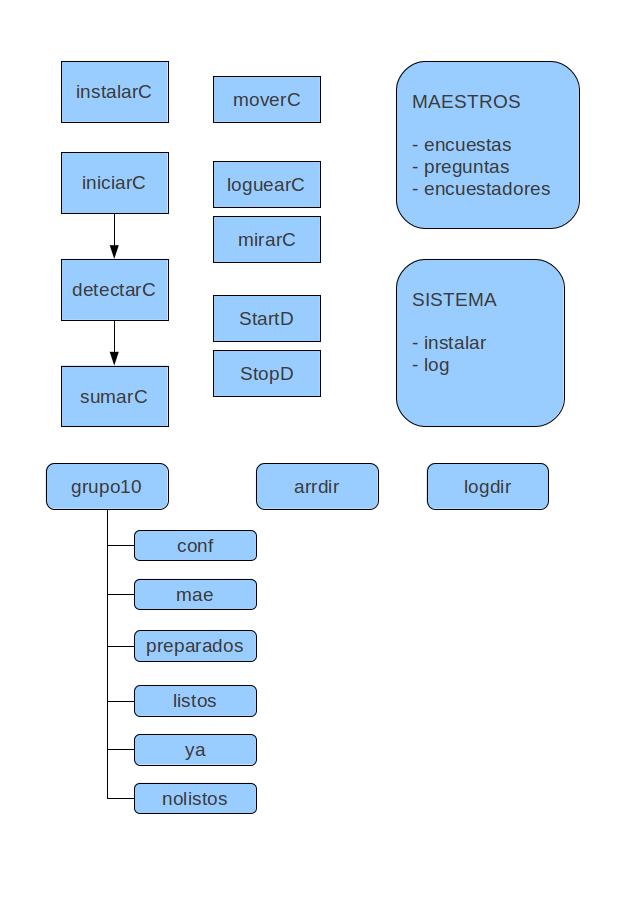 instalarC
iniciarC
detectarC
sumarC
moverC
loguearC
mirarC
StartD
StopD
MAESTROS
- encuestas
- preguntas
- encuestadores
SISTEMA
- instalar
- log
grupo10
conf
mae
preparados
listos
ya
nolistos
arrdir
logdir